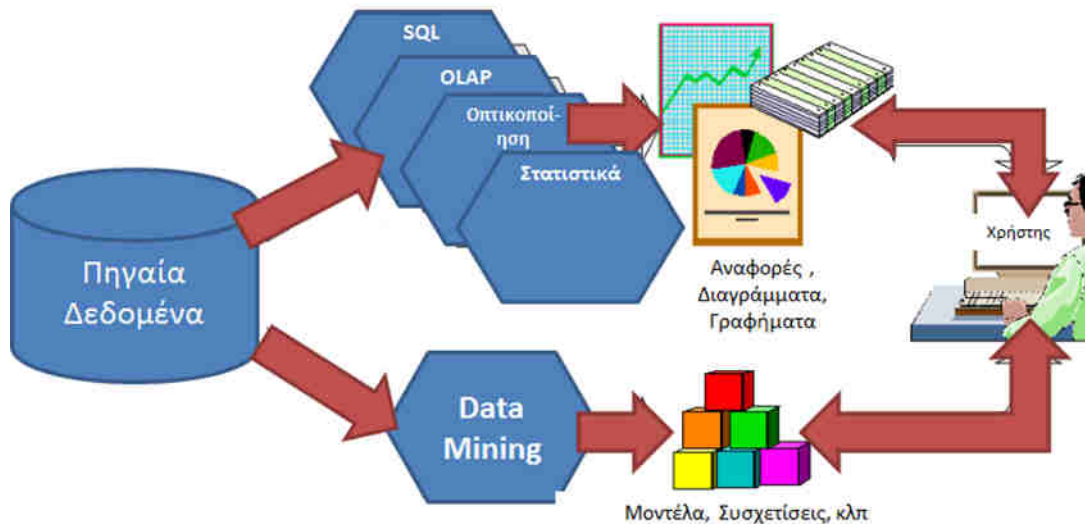 SQL
OLAP
Οπτικοποί-
ηση
Στατιστικά
Πηγαία
Δεδομένα
Αναφορές ,
Διαγράμματα,
Γραφήματα
Χρήστης
Data
Mining
Μοντέλα, Συσχετίσεις, κλπ